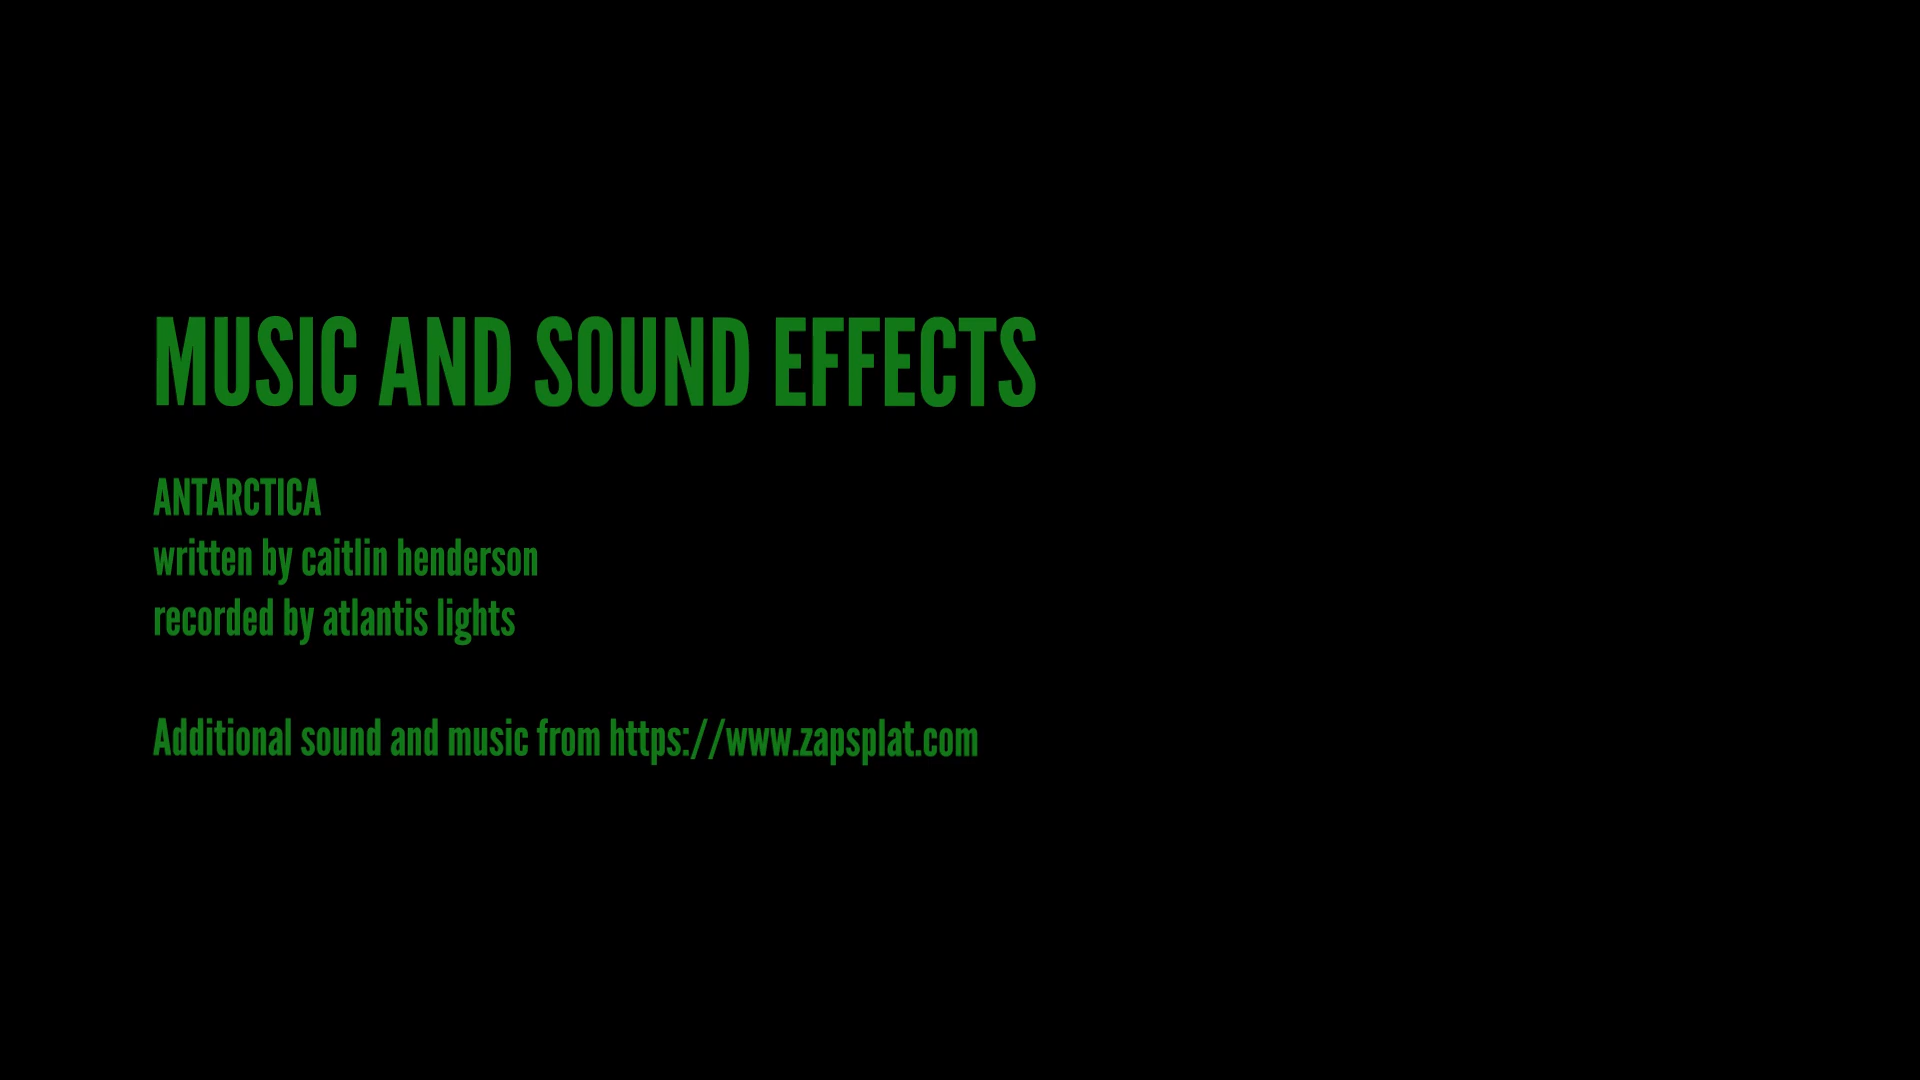 MUSIC AND SOUND EFFECTS
ANTARCTICA
written by caitlin henderson
recorded by atlantis lights
Additional sound and music from https://www.zapsplat.com